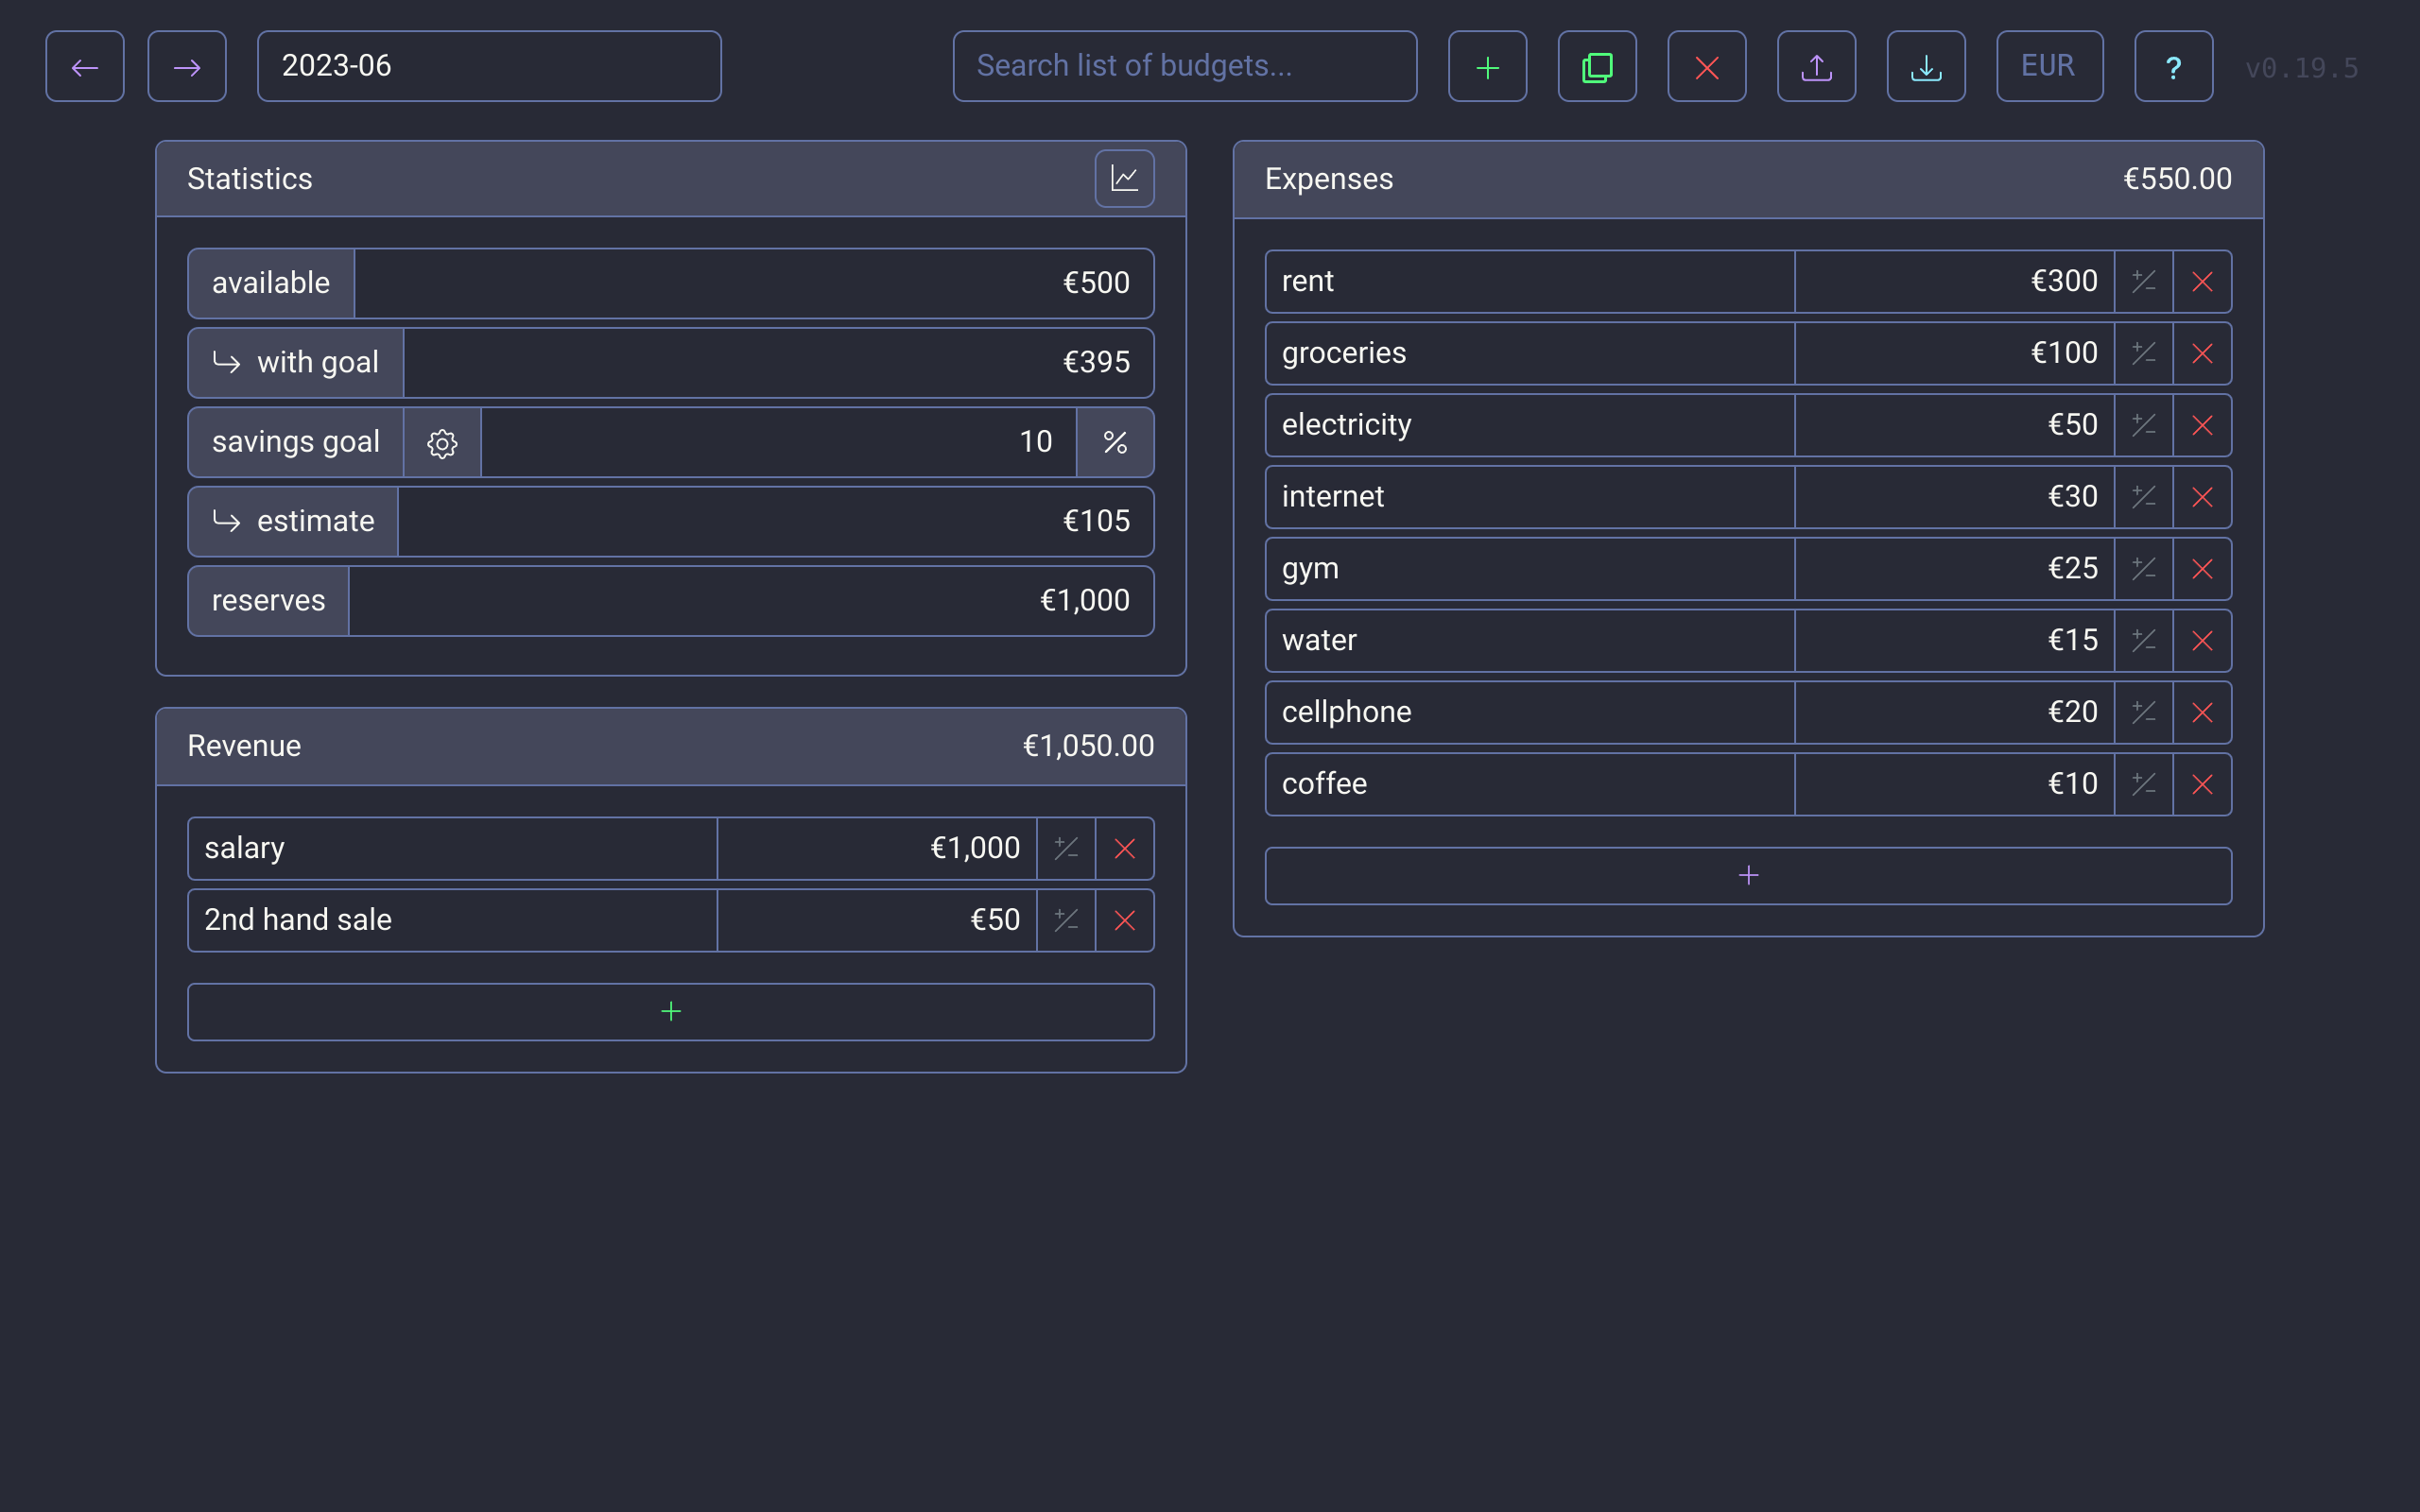 2023-06
Search list of budgets...
EUR
?
v0.19.5
Statistics
available €500
with goal €395
savings goal 10 %
estimate €105
reserves €1,000
Revenue €1,050.00
salary €1,000
2nd hand sale €50
Expenses €550.00
rent €300
groceries €100
electricity €50
internet €30
gym €25
water €15
cellphone €20
coffee €10